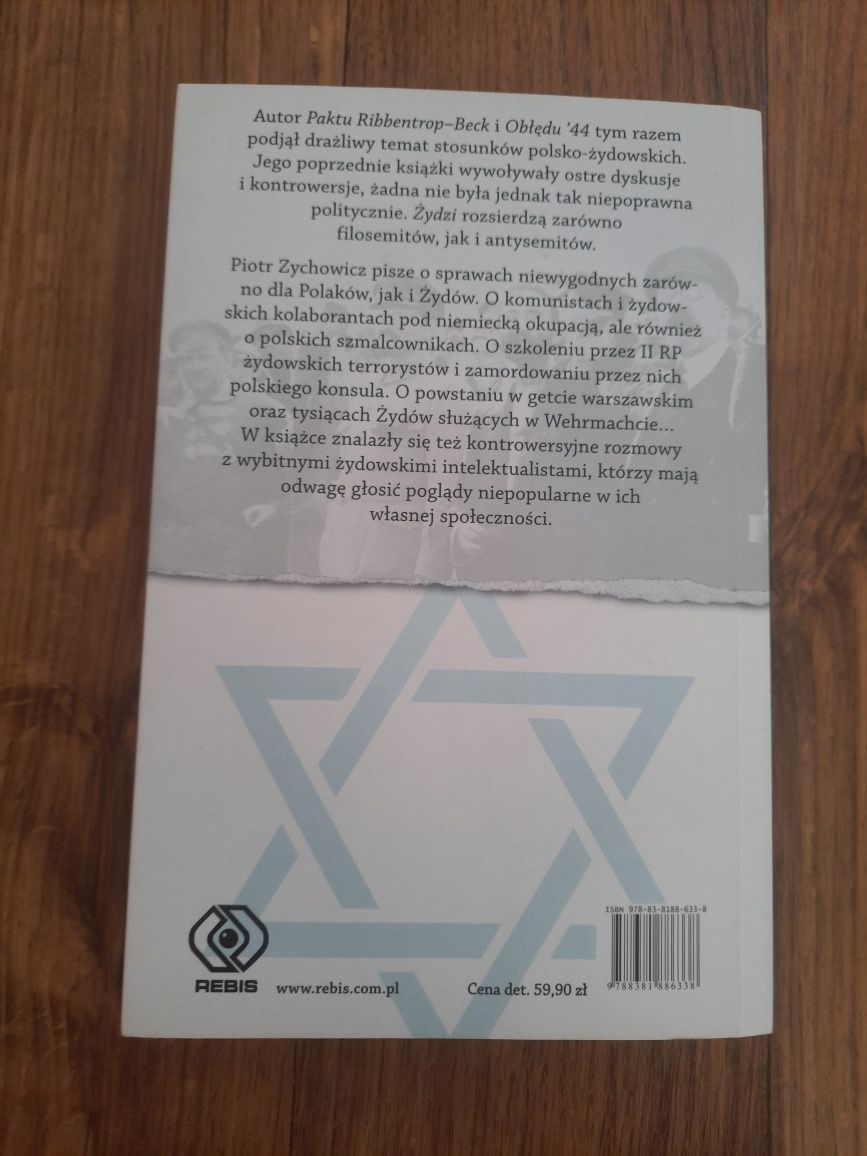 Autor Paktu Ribbentrop–Beck i Obłędu '44 tym razem
podjął drażliwy temat stosunków polsko-żydowskich.
Jego poprzednie książki wywoływały ostre dyskusje
i kontrowersje, żadna nie była jednak tak niepoprawna
politycznie. Żydzi rozsierdzą zarówno
filosemitów, jak i antysemitów.
Piotr Zychowicz pisze o sprawach niewygodnych zarów-
no dla Polaków, jak i Żydów. O komunistach i żydow-
skich kolaborantach pod niemiecką okupacją, ale również
o polskich szmalcownikach. O szkoleniu przez II RP
żydowskich terrorystów i zamordowaniu przez nich
polskiego konsula. O powstaniu w getcie warszawskim
oraz tysiącach Żydów służących w Wehrmachcie...
W książce znalazły się też kontrowersyjne rozmowy
z wybitnymi żydowskimi intelektualistami, którzy mają
odwagę głosić poglądy niepopularne w ich
własnej społeczności.
ISBN 978-83-8188-633-8
REBIS
www.rebis.com.pl
Cena det. 59,90 zł
9 788381 886338